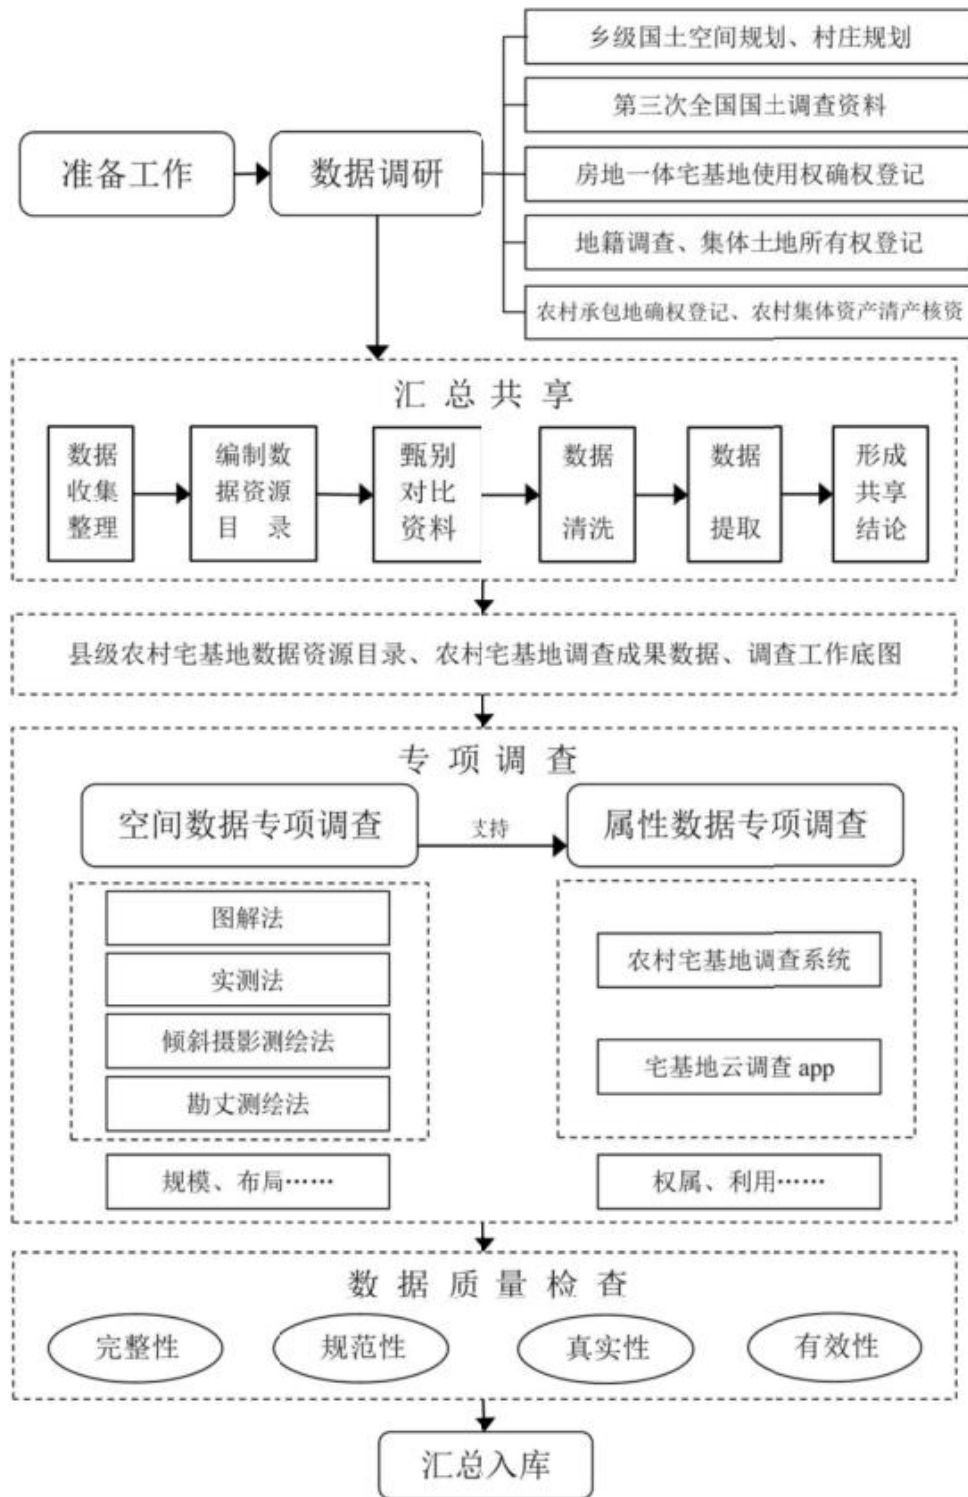 乡级国土空间规划、村庄规划
第三次全国国土调查资料
准备工作
数据调研
房地一体宅基地使用权确权登记
地籍调查、集体土地所有权登记
农村承包地确权登记、农村集体资产清产核资
汇总共享
数据
收集
整理
编制数
据资源
目 录
甄别
对比
资料
数据
清洗
数据
提取
形成
共享
结论
县级农村宅基地数据资源目录、农村宅基地调查成果数据、调查工作底图
专项调查
空间数据专项调查
支持
属性数据专项调查
图解法
实测法
倾斜摄影测绘法
勘丈测绘法
规模、布局……
农村宅基地调查系统
宅基地云调查 app
权属、利用……
数据质量检查
完整性
规范性
真实性
有效性
汇总入库